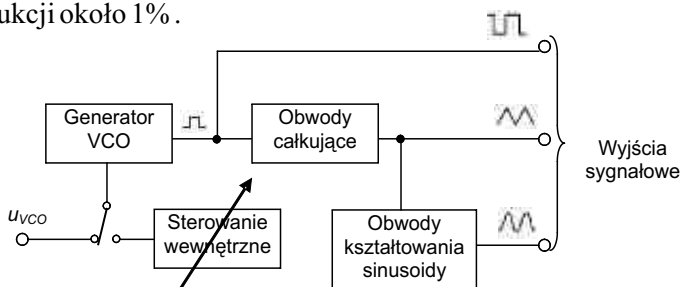 ukcji około 1%.
Generator
VCO
Obwody
całkujące
Wyjścia
sygnałowe
uVCO
Sterowanie
wewnętrzne
Obwody
kształtowania
sinusoidy